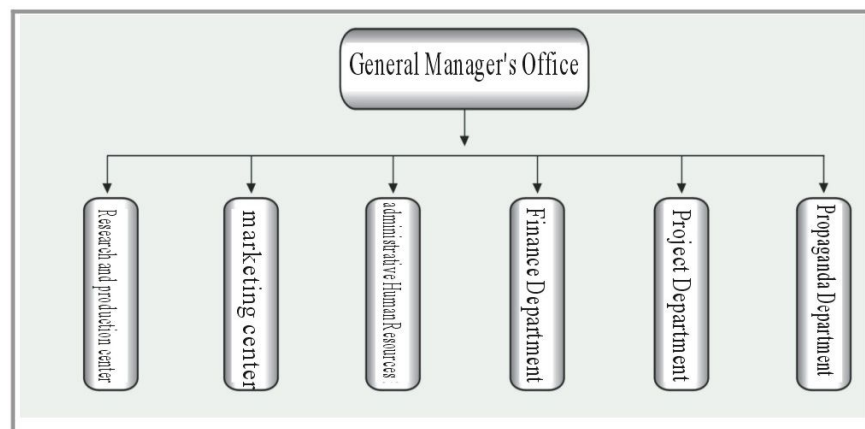 General Manager's Office
Research and production center
marketing center
administrative Human Resources
Finance Department
Project Department
Propaganda Department